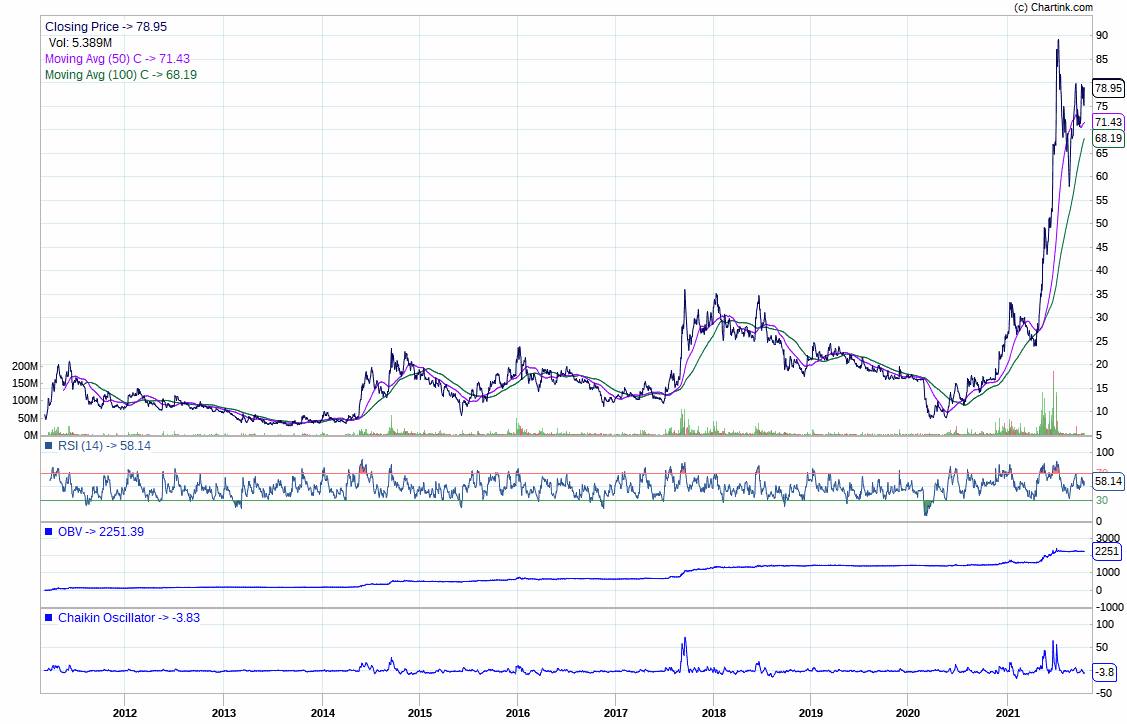 (c) Chartink.com
Closing Price -> 78.95
Vol: 5.389M
Moving Avg (50) C -> 71.43
Moving Avg (100) C -> 68.19
90
85
78.95
75
71.43
68.19
65
60
55
50
45
40
35
30
25
20
15
10
5
200M
150M
100M
50M
0M
RSI (14) -> 58.14
100
70
58.14
30
0
OBV -> 2251.39
3000
2251
1000
0
-1000
Chaikin Oscillator -> -3.83
100
50
-3.8
-50
2012 2013 2014 2015 2016 2017 2018 2019 2020 2021